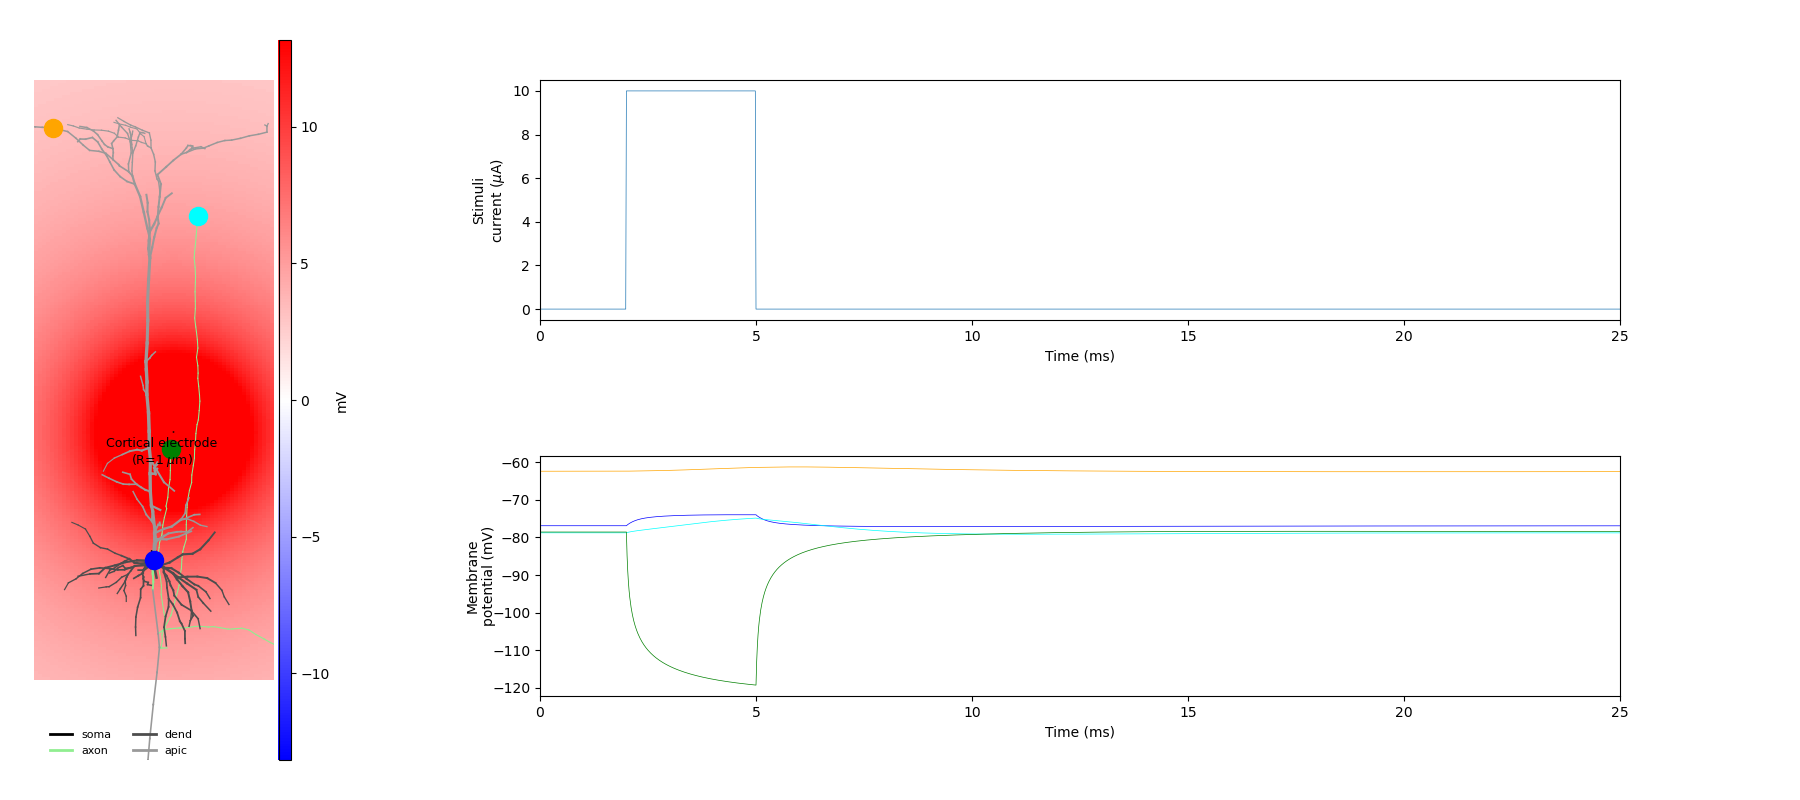 10
5
0
−5
−10
mV
Cortical electrode
(R=1 μm)
soma
axon
dend
apic
Stimuli
current (μA)
10
8
6
4
2
0
0
5
10
15
20
25
Time (ms)
Membrane
potential (mV)
−60
−70
−80
−90
−100
−110
−120
0
5
10
15
20
25
Time (ms)